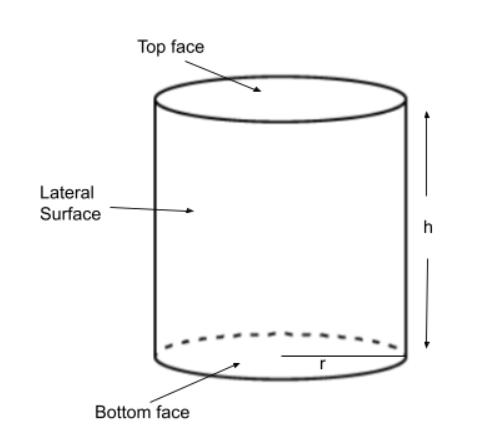 Top face
Lateral
Surface
h
r
Bottom face